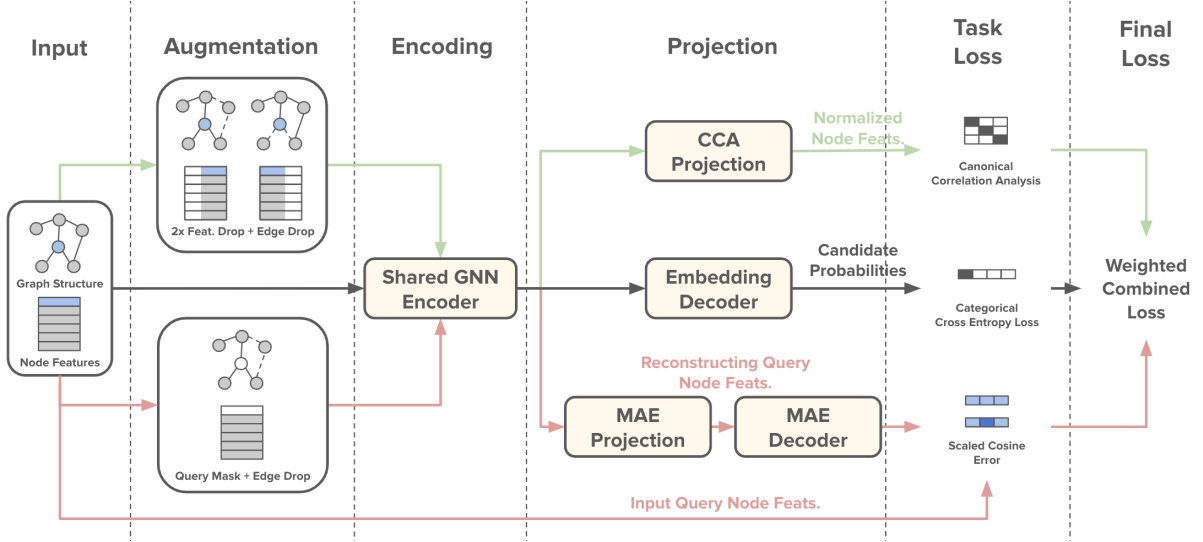 Input
Augmentation
Encoding
Projection
Task
Loss
Final
Loss
Graph Structure
Node Features
2x Feat. Drop + Edge Drop
Query Mask + Edge Drop
Shared GNN
Encoder
CCA
Projection
Normalized
Node Feats.
Canonical
Correlation Analysis
Embedding
Decoder
Candidate
Probabilities
Categorical
Cross Entropy Loss
Weighted
Combined
Loss
Reconstructing Query
Node Feats.
MAE
Projection
MAE
Decoder
Scaled Cosine
Error
Input Query Node Feats.